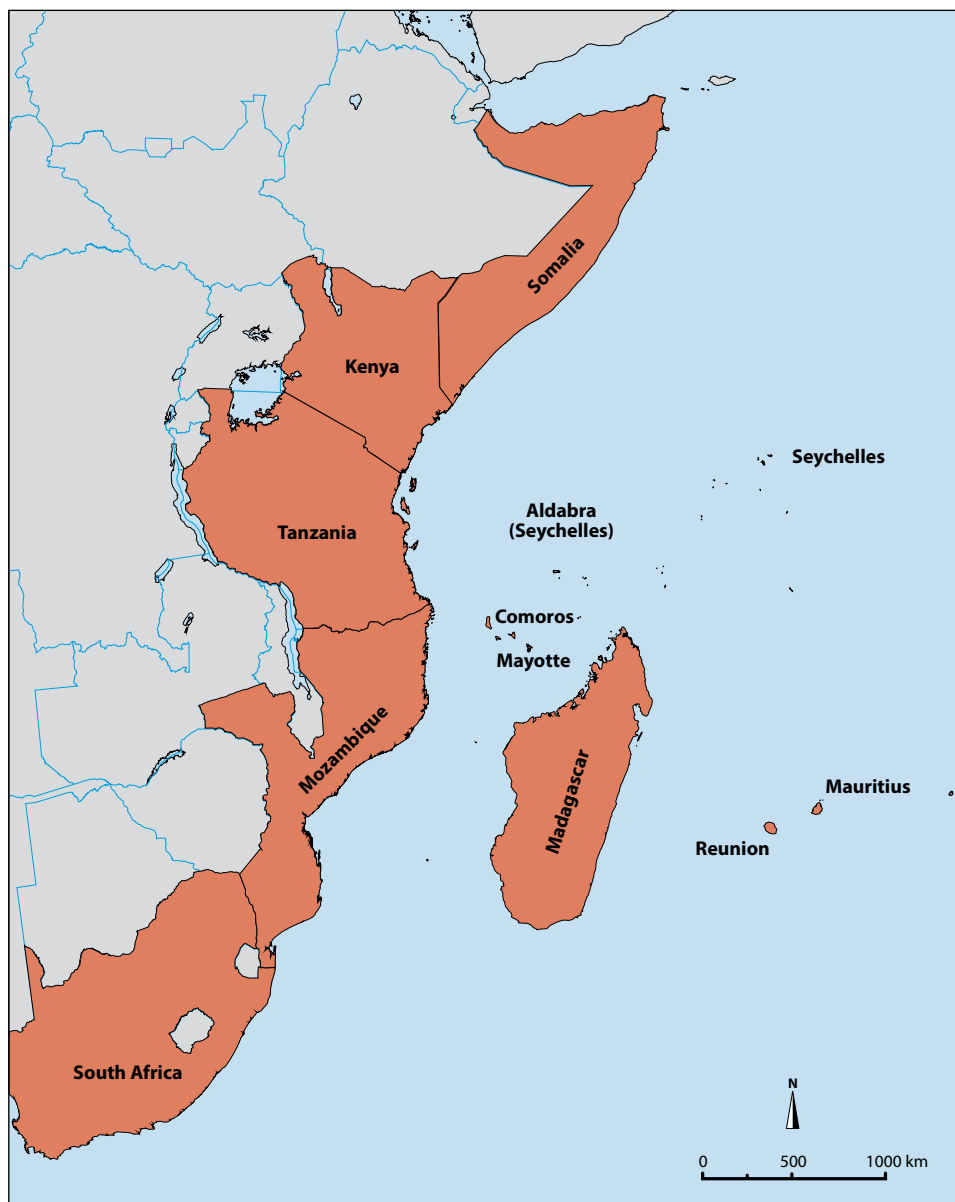 Somalia
Kenya
Seychelles
Aldabra
(Seychelles)
Tanzania
Comoros
Mayotte
Mozambique
Madagascar
Mauritius
Reunion
South Africa
N
0 500 1000 km